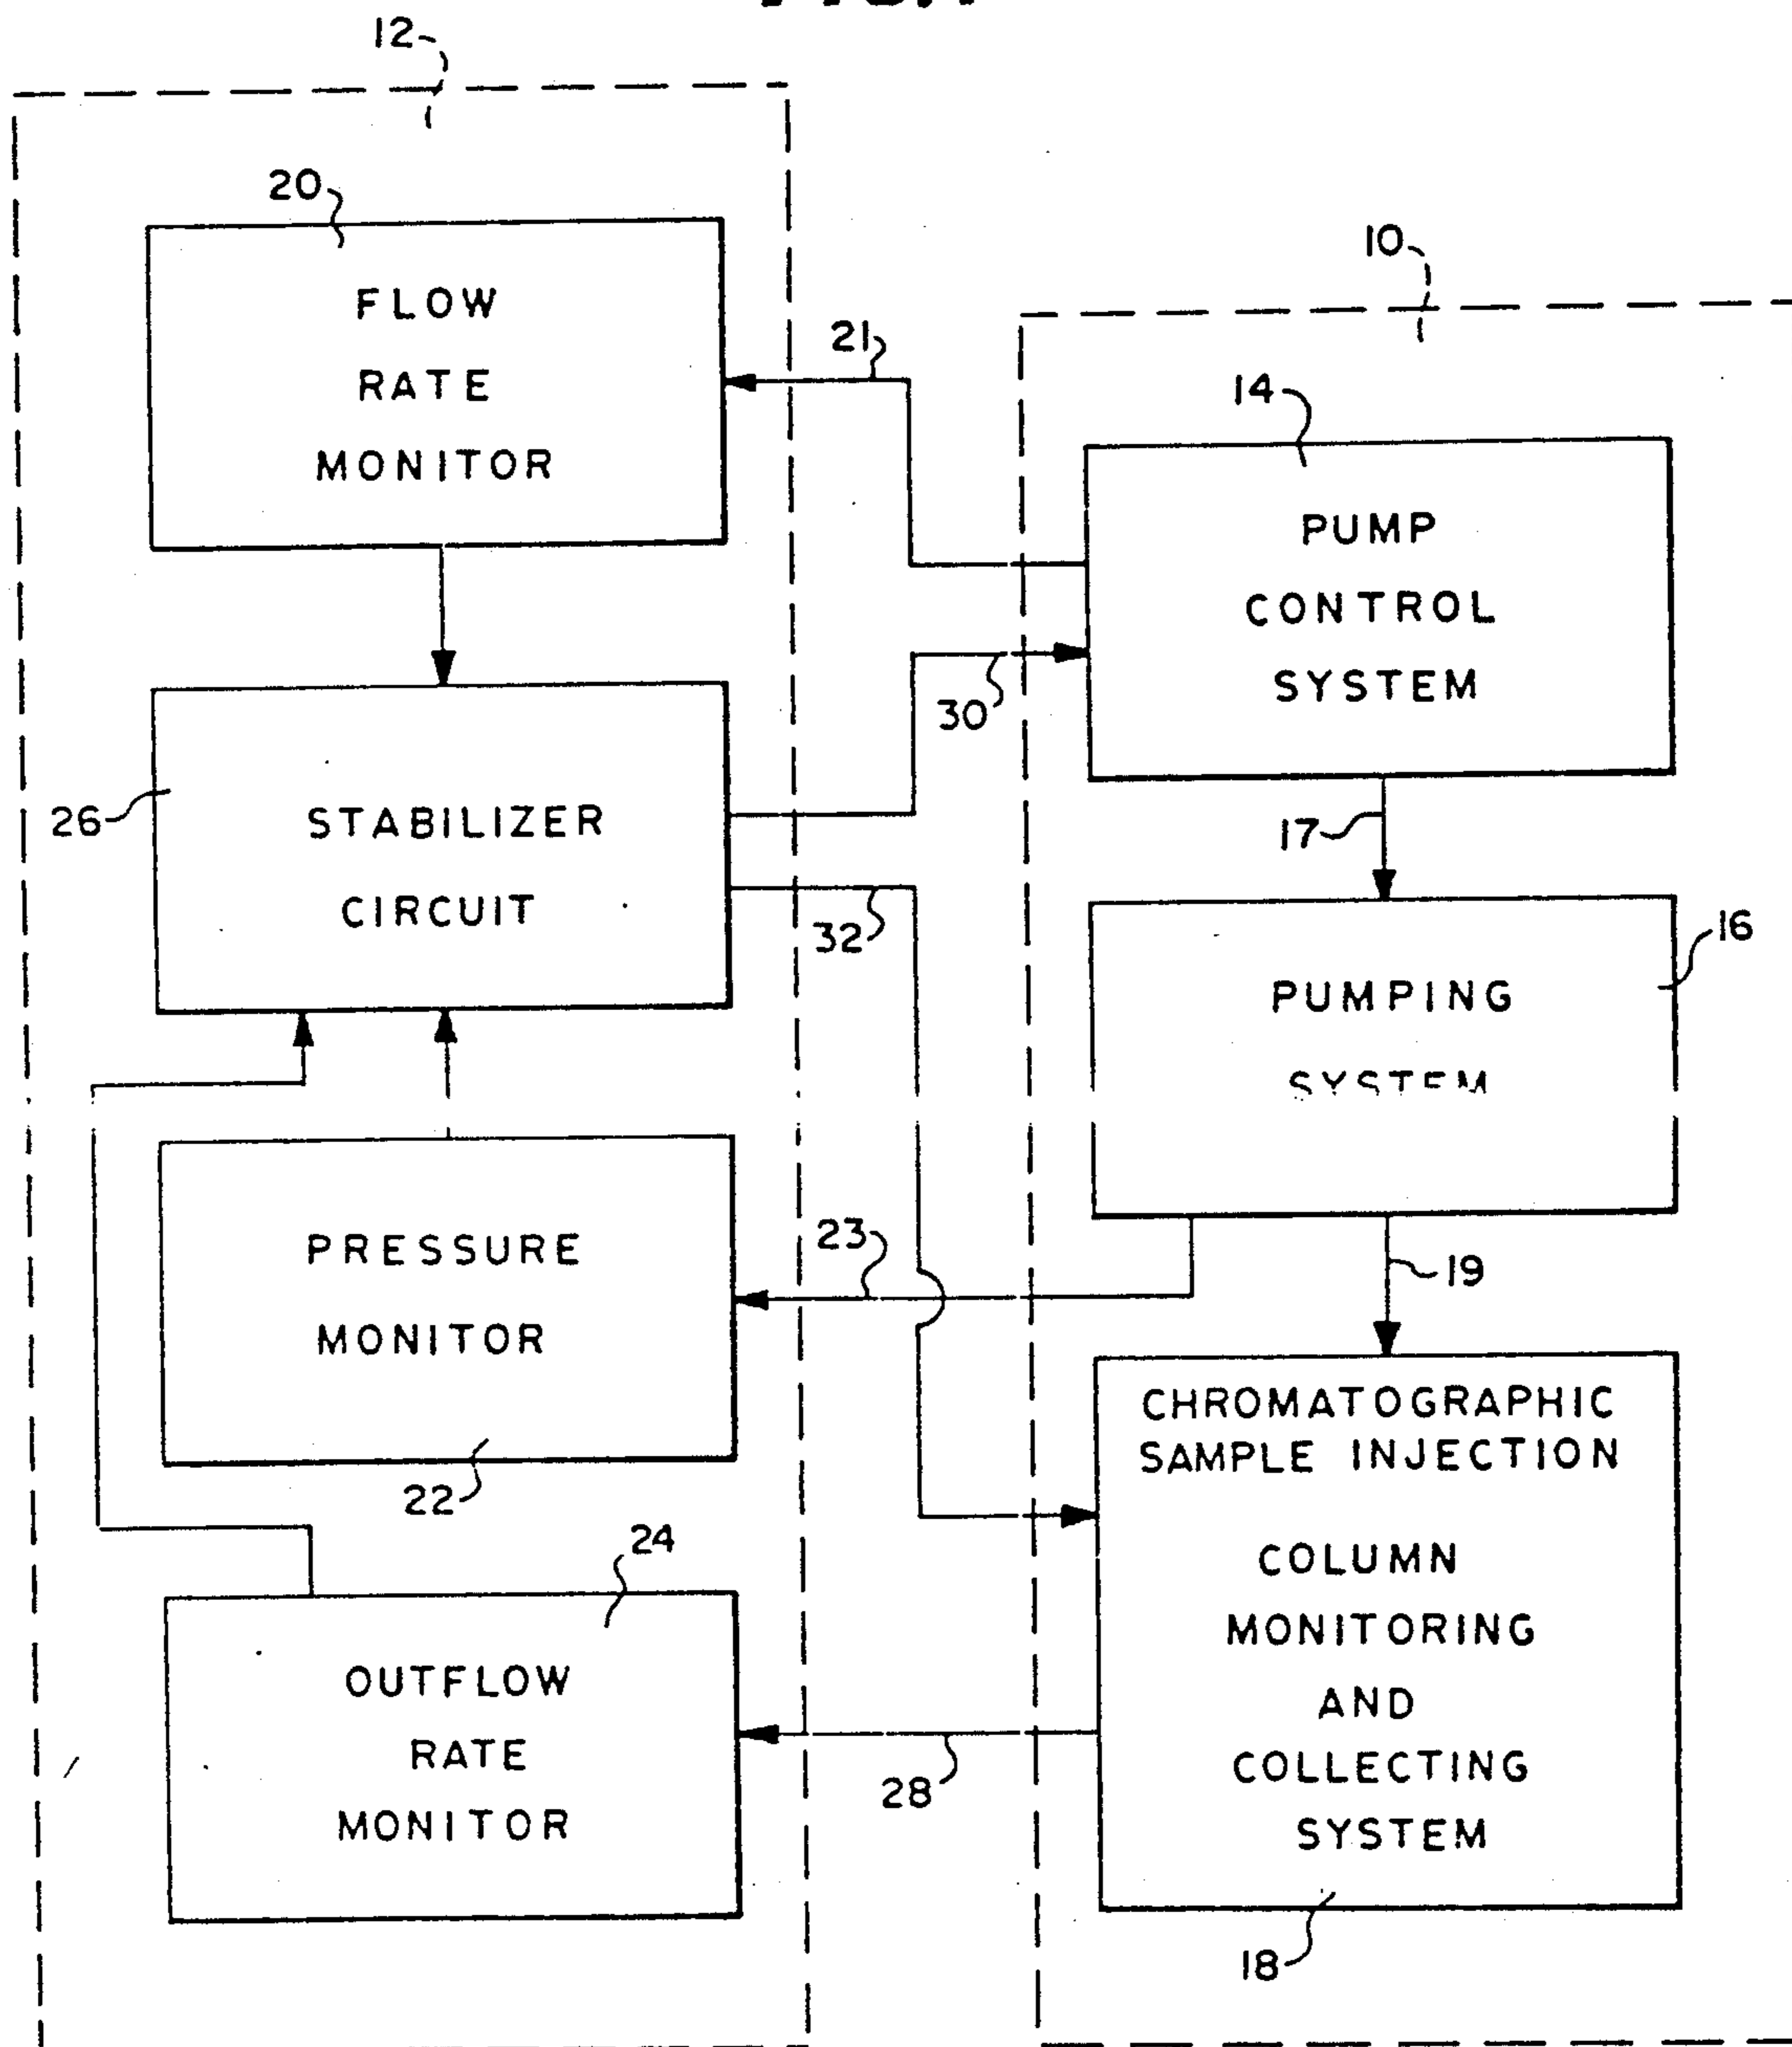 12
20
FLOW
RATE
MONITOR
21
10
14
PUMP
CONTROL
SYSTEM
30
26
STABILIZER
CIRCUIT
17
32
16
PUMPING
SYSTEM
PRESSURE
MONITOR
23
19
22
CHROMATOGRAPHIC
SAMPLE INJECTION
COLUMN
MONITORING
AND
COLLECTING
SYSTEM
24
OUTFLOW
RATE
MONITOR
28
18